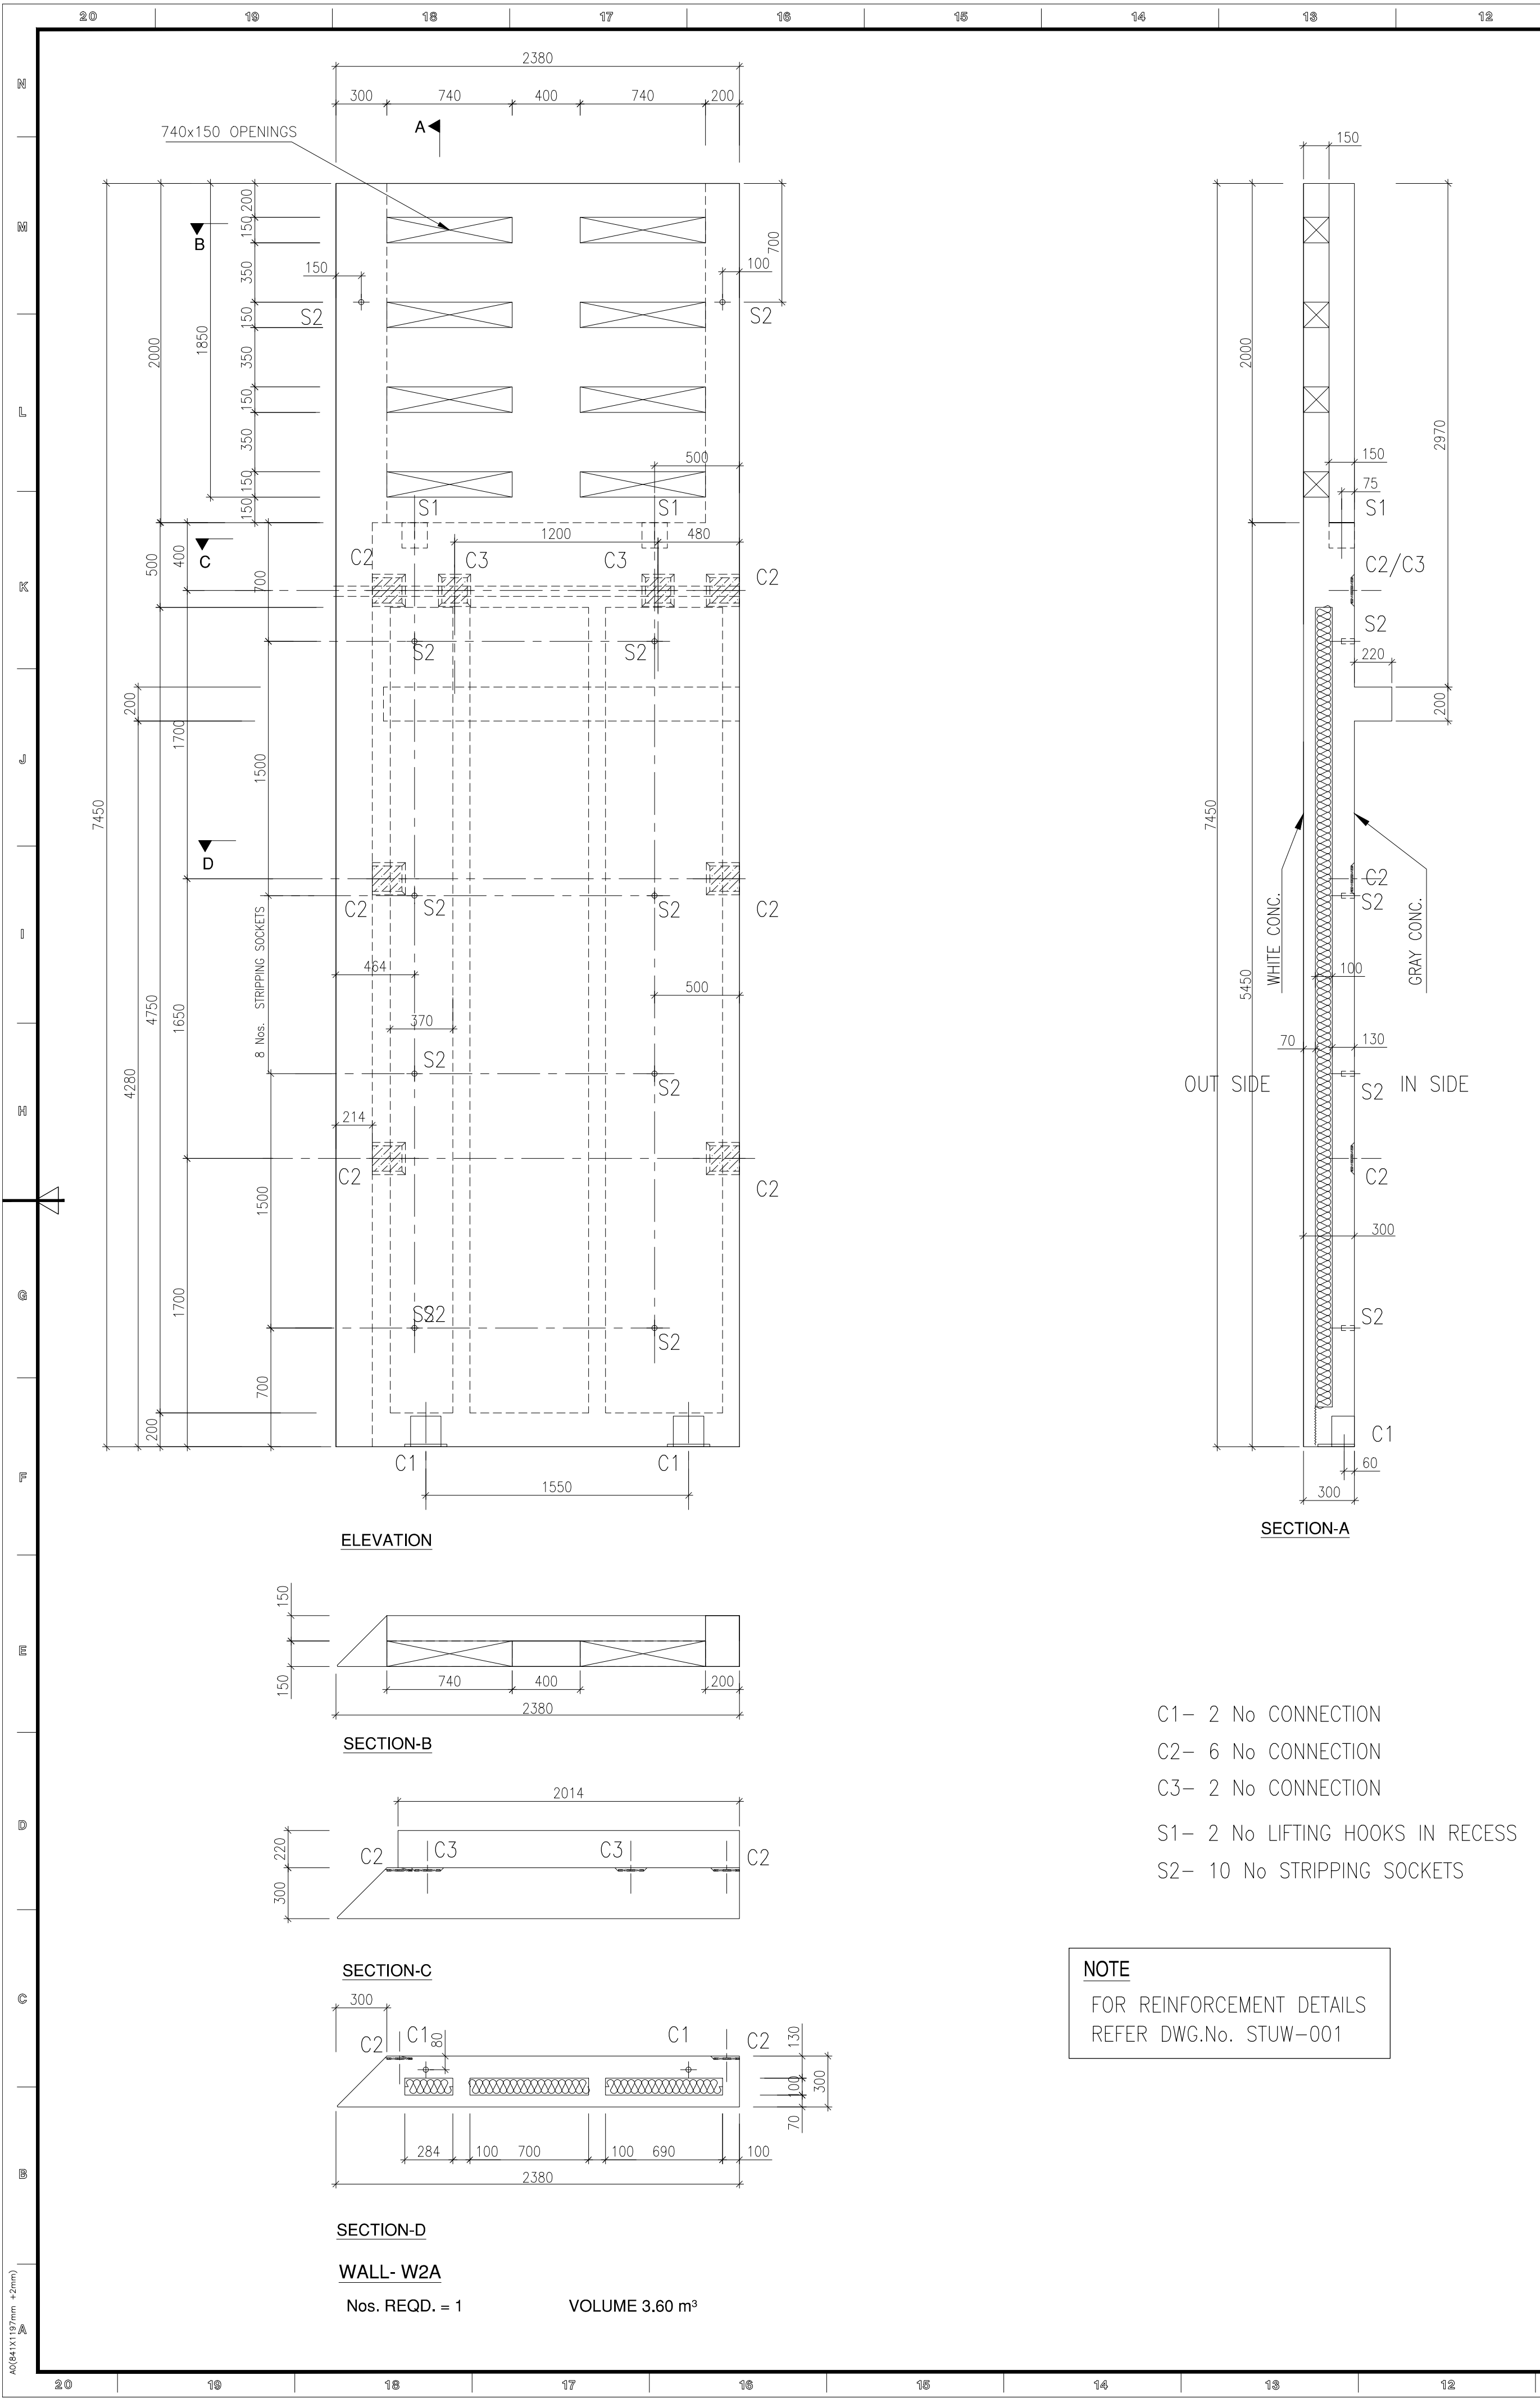 20 19 18 17 16 15 14 13 12
N
M
L
K
J
I
H
G
F
E
D
C
B
A
2380
300 740 400 740 200
A
740x150 OPENINGS
200
150
B
350
150
350
150
350
150
150
1850
2000
7450
150
S2
700
100
S2
500
S1 S1
1200 480
C2 C3 C3 C2
500
400
C
700
S2 S2
200
1700
1500
D
C2 S2 S2 C2
8 Nos. STRIPPING SOCKETS
464
500
4750
1650
370
4280
S2 S2
214
C2 C2
1500
1700
S2 S2 S2
700
200
C1 C1
1550
ELEVATION
150
2000
2970
150
75
S1
C2/C3
S2
220
200
7450
WHITE CONC.
GRAY CONC.
C2
S2
100
5450
70 130
OUT SIDE IN SIDE
S2
C2
300
S2
C1
60
300
SECTION-A
150
150
740 400 200
2380
SECTION-B
2014
220
300
C2 C3 C3 C2
SECTION-C
300
C2 C1 80 C1 C2
130
100
70
300
284 100 700 100 690 100
2380
SECTION-D
WALL- W2A
Nos. REQD. = 1 VOLUME 3.60 m³
C1- 2 No CONNECTION
C2- 6 No CONNECTION
C3- 2 No CONNECTION
S1- 2 No LIFTING HOOKS IN RECESS
S2- 10 No STRIPPING SOCKETS
NOTE
FOR REINFORCEMENT DETAILS
REFER DWG.No. STUW-001
A0(841X1197mm +2mm)
20 19 18 17 16 15 14 13 12